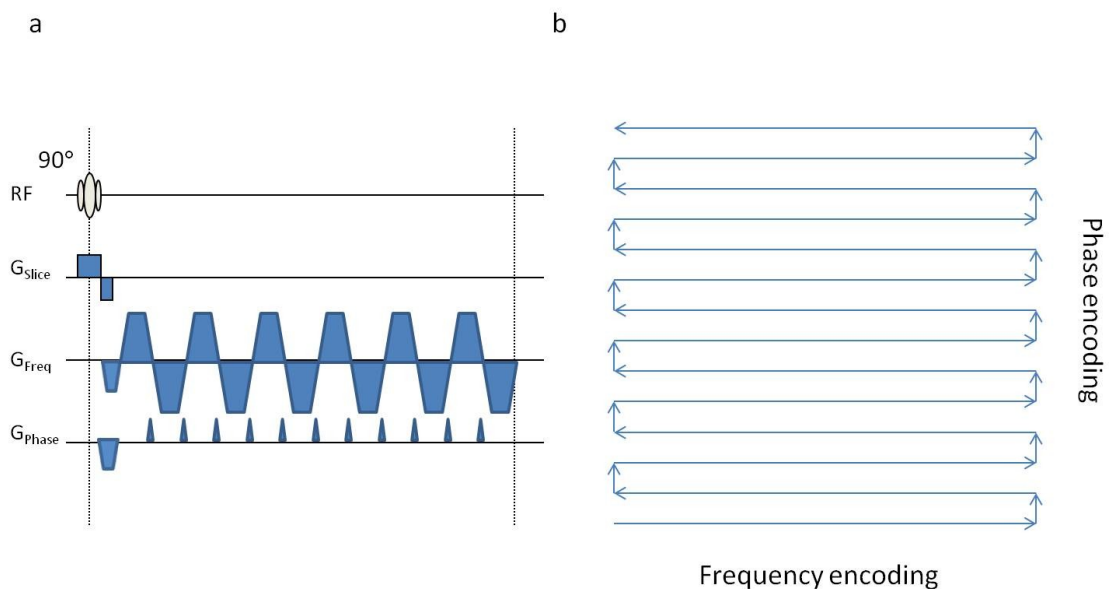 a
b
90°
RF
GSlice
GFreq
GPhase
Phase encoding
Frequency encoding